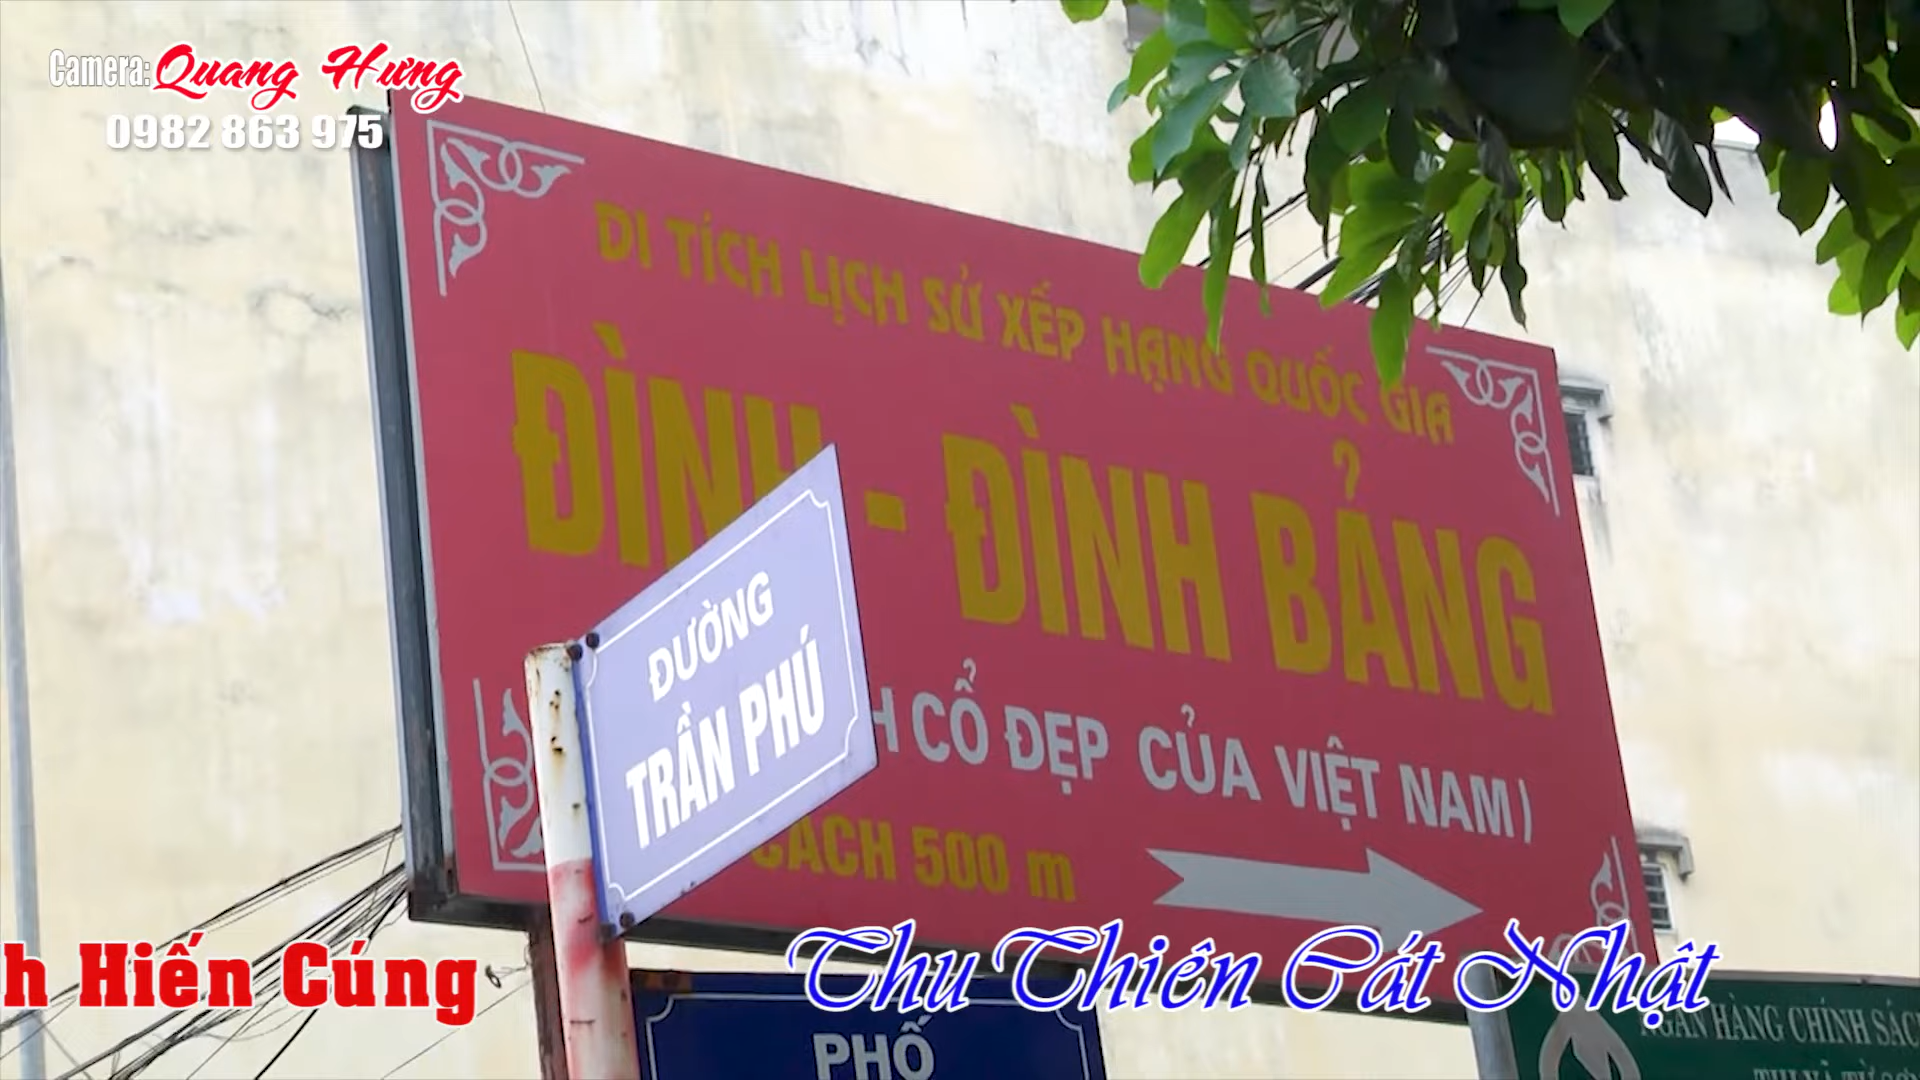 Camera: Quang Hưng
0982 863 975
DI TÍCH LỊCH SỬ XẾP HẠNG QUỐC GIA
ĐÌNH - ĐÌNH BẢNG
CỔ ĐẸP CỦA VIỆT NAM)
CÁCH 500 m
ĐƯỜNG
TRẦN PHÚ
h Hiến Cúng
Thu Thiên Cát Nhật
PHỐ
NGÂN HÀNG CHÍNH SÁC